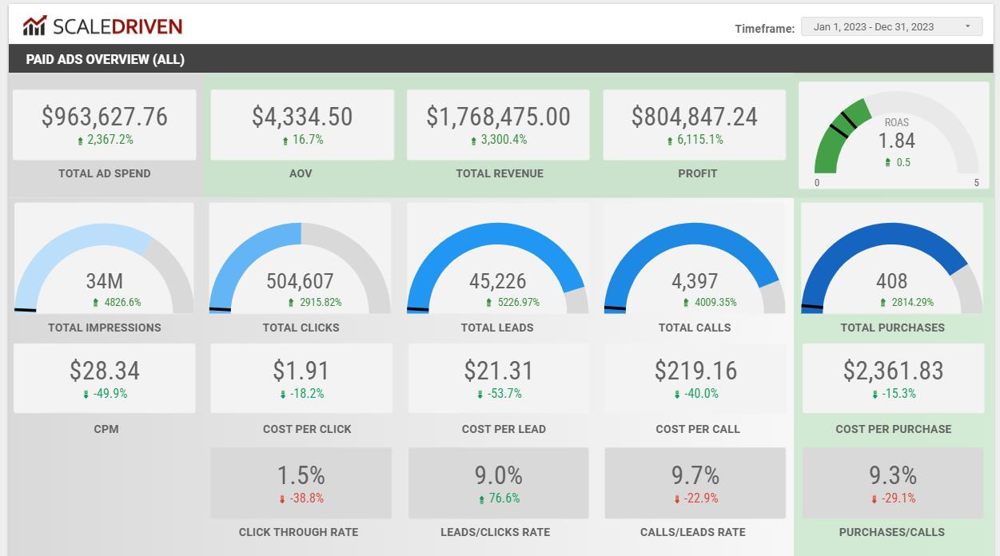 SCALEDRIVEN
Timeframe: Jan 1, 2023 - Dec 31, 2023
PAID ADS OVERVIEW (ALL)
$963,627.76
2,367.2%
TOTAL AD SPEND
$4,334.50
16.7%
AOV
$1,768,475.00
3,300.4%
TOTAL REVENUE
$804,847.24
6,115.1%
PROFIT
ROAS
1.84
0.5
0 5
34M
4826.6%
TOTAL IMPRESSIONS
504,607
2915.82%
TOTAL CLICKS
45,226
5226.97%
TOTAL LEADS
4,397
4009.35%
TOTAL CALLS
408
2814.29%
TOTAL PURCHASES
$28.34
-49.9%
CPM
$1.91
-18.2%
COST PER CLICK
$21.31
-53.7%
COST PER LEAD
$219.16
-40.0%
COST PER CALL
$2,361.83
-15.3%
COST PER PURCHASE
1.5%
-38.8%
CLICK THROUGH RATE
9.0%
76.6%
LEADS/CLICKS RATE
9.7%
-22.9%
CALLS/LEADS RATE
9.3%
-29.1%
PURCHASES/CALLS